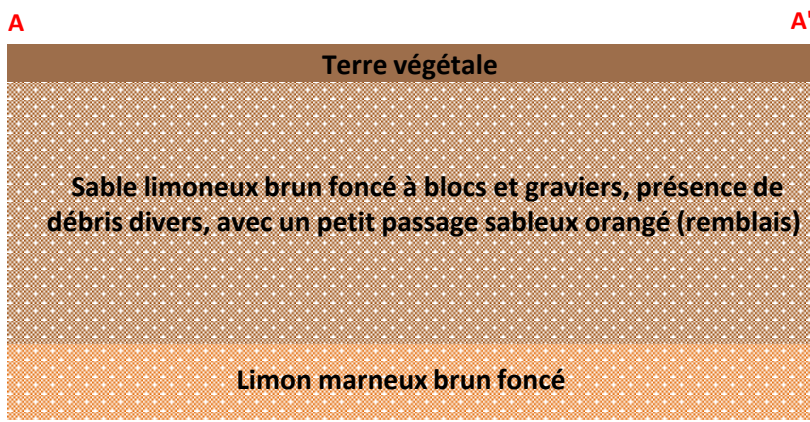 A A'
Terre végétale
Sable limoneux brun foncé à blocs et graviers, présence de
débris divers, avec un petit passage sableux orangé (remblais)
Limon marneux brun foncé